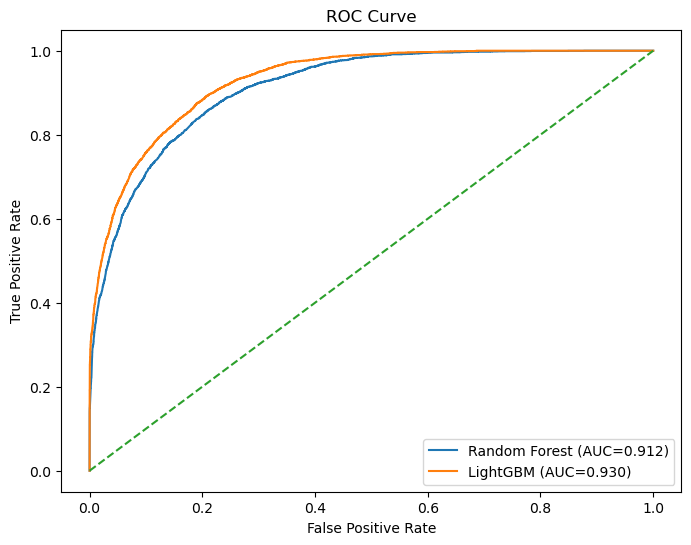 ROC Curve
True Positive Rate
1.0
0.8
0.6
0.4
0.2
0.0
Random Forest (AUC=0.912)
LightGBM (AUC=0.930)
0.0 0.2 0.4 0.6 0.8 1.0
False Positive Rate